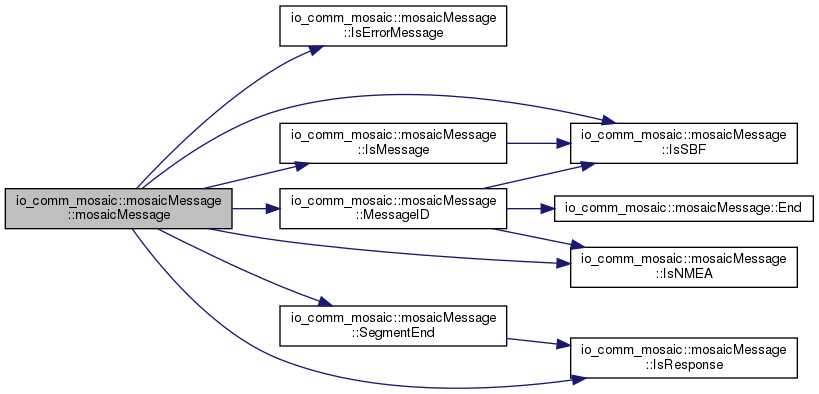 io_comm_mosaic::mosaicMessage
::IsErrorMessage
io_comm_mosaic::mosaicMessage
::IsMessage
io_comm_mosaic::mosaicMessage
::IsSBF
io_comm_mosaic::mosaicMessage
::mosaicMessage
io_comm_mosaic::mosaicMessage
::MessageID
io_comm_mosaic::mosaicMessage::End
io_comm_mosaic::mosaicMessage
::IsNMEA
io_comm_mosaic::mosaicMessage
::SegmentEnd
io_comm_mosaic::mosaicMessage
::IsResponse